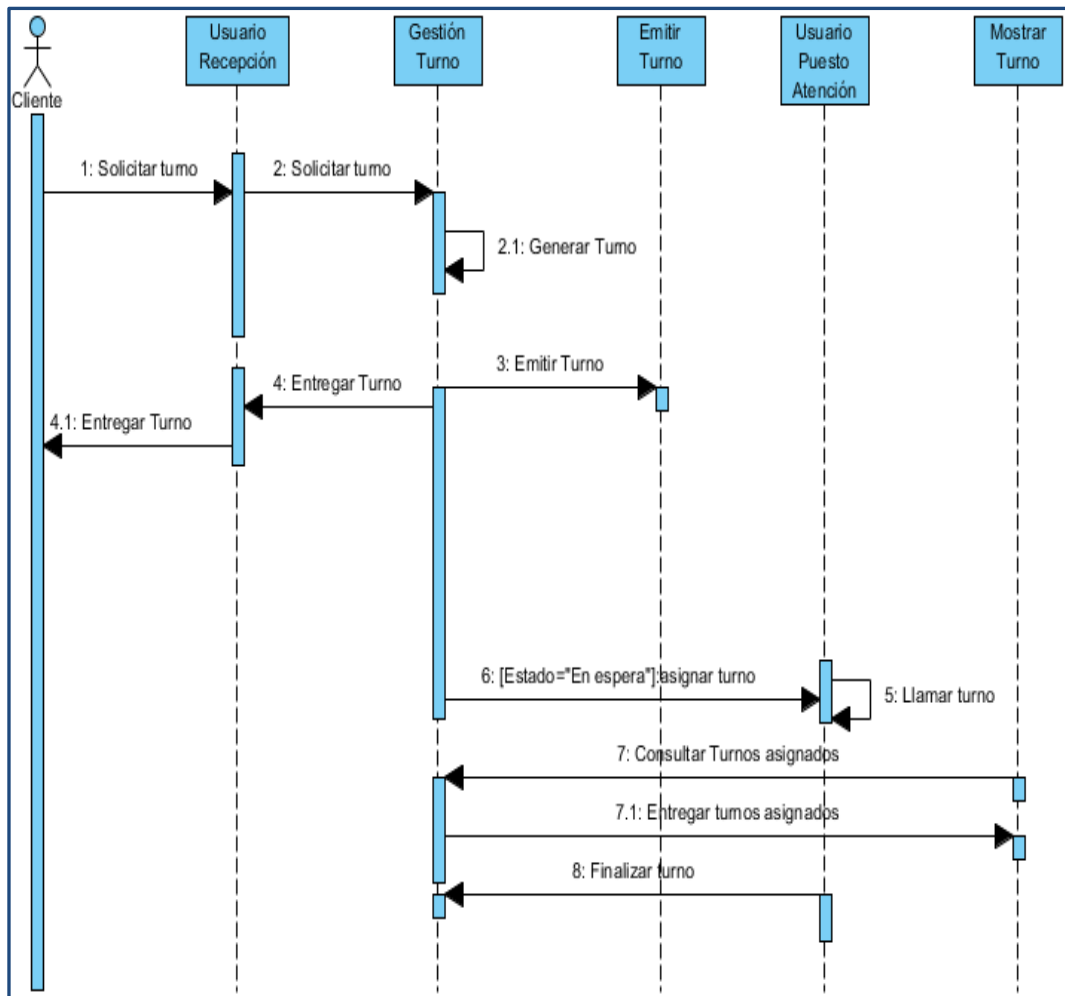 Cliente
Usuario
Recepción
Gestión
Turno
Emitir
Turno
Usuario
Puesto
Atención
Mostrar
Turno
1: Solicitar turno
2: Solicitar turno
2.1: Generar Turno
3: Emitir Turno
4: Entregar Turno
4.1: Entregar Turno
6: [Estado="En espera"]:asignar turno
5: Llamar turno
7: Consultar Turnos asignados
7.1: Entregar turnos asignados
8: Finalizar turno